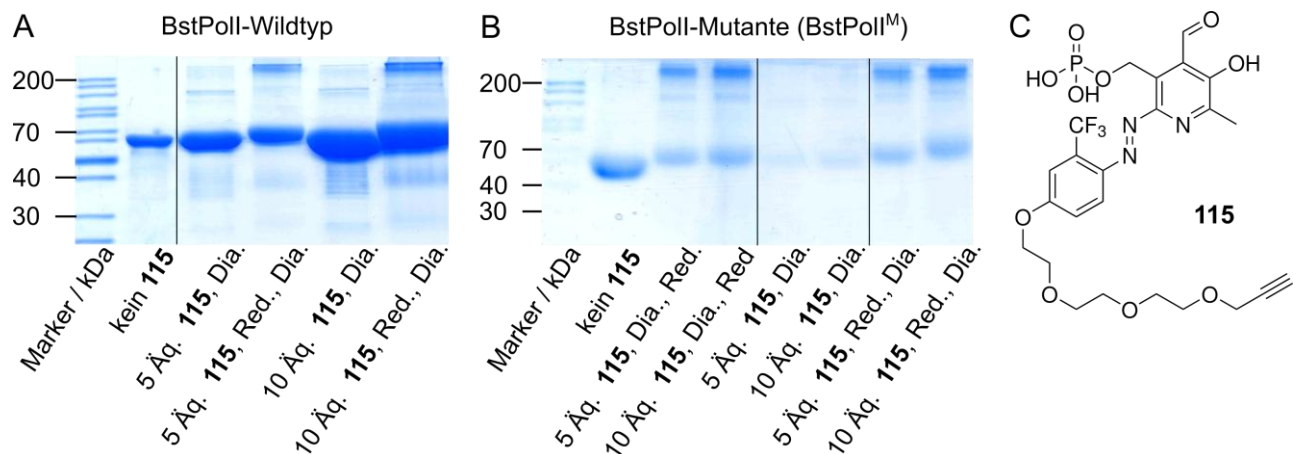 A
BstPolI-Wildtyp
200
70
40
30
Marker / kDa
kein 115
5 Äq. 115, Dia.
5 Äq. 115, Red., Dia.
10 Äq. 115, Dia.
10 Äq. 115, Red., Dia.
B
BstPolI-Mutante (BstPolIᴹ)
200
70
40
30
Marker / kDa
kein 115
5 Äq. 115, Dia., Red.
10 Äq. 115, Dia., Red
5 Äq. 115, Dia.
10 Äq. 115, Dia.
5 Äq. 115, Red., Dia.
10 Äq. 115, Red., Dia.
C
O
O
HO
P
O
OH
OH
N
CF₃
N
N
O
115
O
O
O